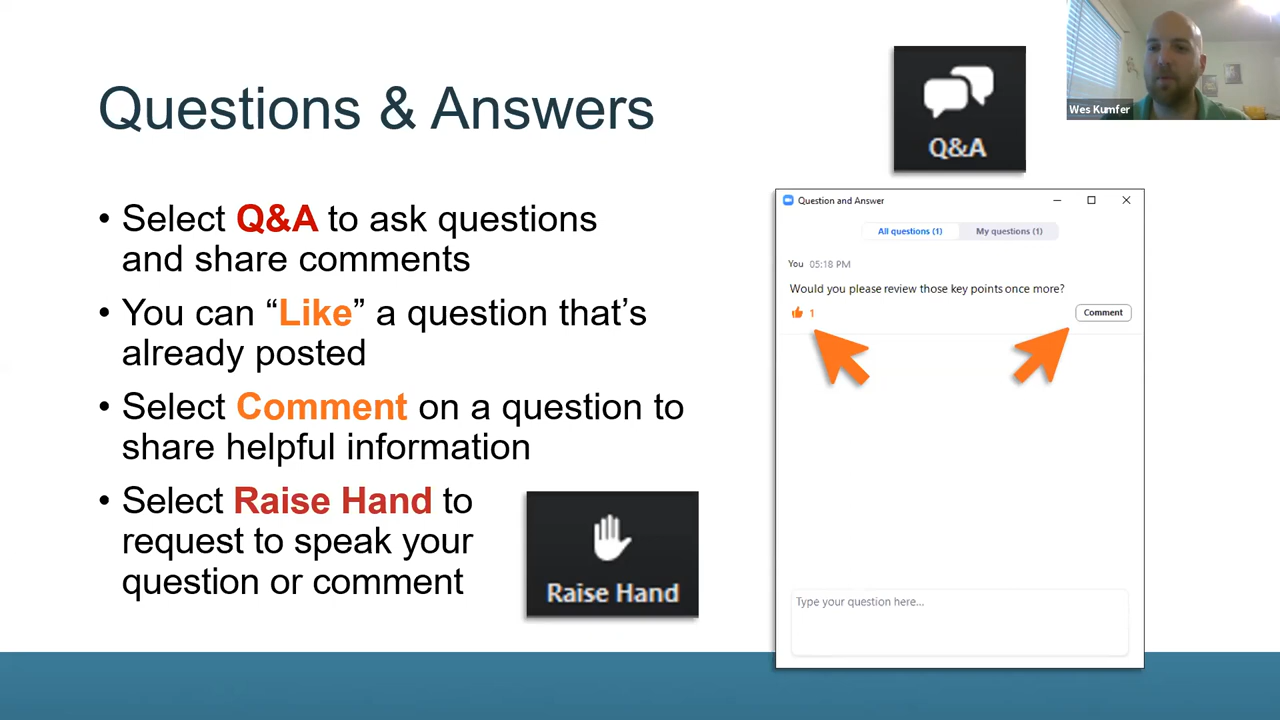 Questions & Answers
• Select Q&A to ask questions
and share comments
• You can “Like” a question that’s
already posted
• Select Comment on a question to
share helpful information
• Select Raise Hand to
request to speak your
question or comment
Raise Hand
Q&A
Wes Kumfer
Question and Answer
All questions (1) My questions (1)
You 05:18 PM
Would you please review those key points once more?
1 Comment
Type your question here...